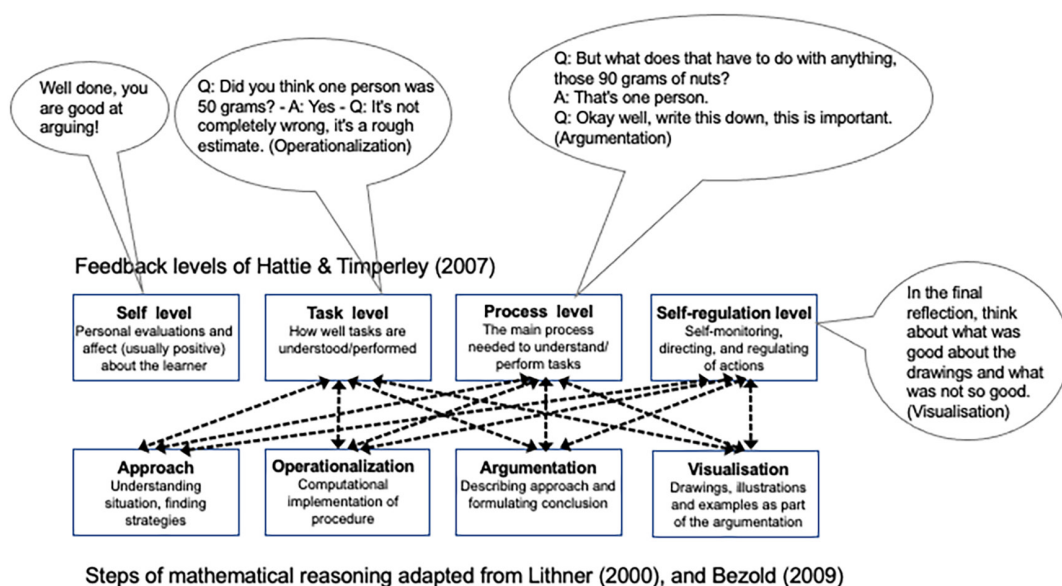 Well done, you
are good at
arguing!
Q: Did you think one person was
50 grams? - A: Yes - Q: It's not
completely wrong, it's a rough
estimate. (Operationalization)
Q: But what does that have to do with anything,
those 90 grams of nuts?
A: That's one person.
Q: Okay well, write this down, this is important.
(Argumentation)
Feedback levels of Hattie & Timperley (2007)
Self level
Personal evaluations and
affect (usually positive)
about the learner
Task level
How well tasks are
understood/performed
Process level
The main process
needed to understand/
perform tasks
Self-regulation level
Self-monitoring,
directing, and regulating
of actions
In the final
reflection, think
about what was
good about the
drawings and what
was not so good.
(Visualisation)
Approach
Understanding
situation, finding
strategies
Operationalization
Computational
implementation of
procedure
Argumentation
Describing approach and
formulating conclusion
Visualisation
Drawings, illustrations
and examples as part
of the argumentation
Steps of mathematical reasoning adapted from Lithner (2000), and Bezold (2009)